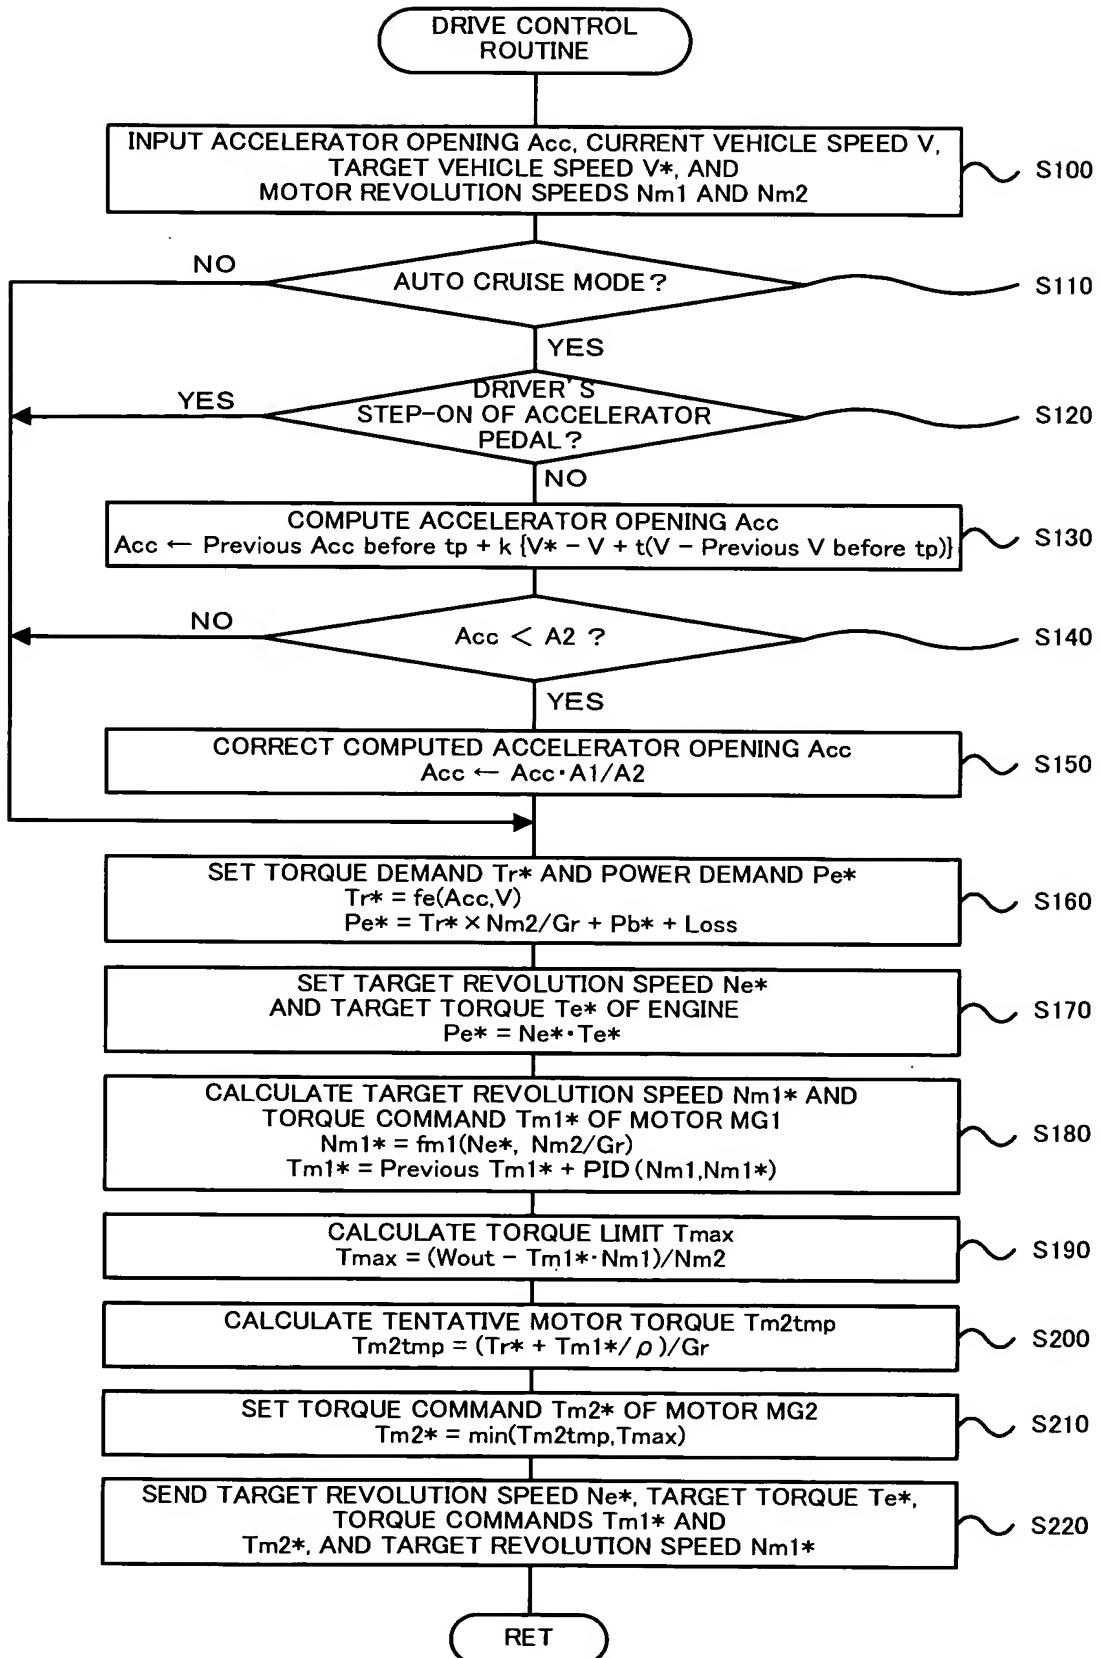 DRIVE CONTROL
ROUTINE
INPUT ACCELERATOR OPENING Acc, CURRENT VEHICLE SPEED V,
TARGET VEHICLE SPEED V*, AND
MOTOR REVOLUTION SPEEDS Nm1 AND Nm2
S100
NO
AUTO CRUISE MODE?
S110
YES
YES
DRIVER'S
STEP-ON OF ACCELERATOR
PEDAL?
S120
NO
COMPUTE ACCELERATOR OPENING Acc
Acc ← Previous Acc before tp + k {V* - V + t(V - Previous V before tp)}
S130
NO
Acc < A2 ?
S140
YES
CORRECT COMPUTED ACCELERATOR OPENING Acc
Acc ← Acc・A1/A2
S150
SET TORQUE DEMAND Tr* AND POWER DEMAND Pe*
Tr* = fe(Acc,V)
Pe* = Tr* × Nm2/Gr + Pb* + Loss
S160
SET TARGET REVOLUTION SPEED Ne*
AND TARGET TORQUE Te* OF ENGINE
Pe* = Ne*・Te*
S170
CALCULATE TARGET REVOLUTION SPEED Nm1* AND
TORQUE COMMAND Tm1* OF MOTOR MG1
Nm1* = fm1(Ne*, Nm2/Gr)
Tm1* = Previous Tm1* + PID(Nm1,Nm1*)
S180
CALCULATE TORQUE LIMIT Tmax
Tmax = (Wout - Tm1*・Nm1)/Nm2
S190
CALCULATE TENTATIVE MOTOR TORQUE Tm2tmp
Tm2tmp = (Tr* + Tm1*/ρ)/Gr
S200
SET TORQUE COMMAND Tm2* OF MOTOR MG2
Tm2* = min(Tm2tmp,Tmax)
S210
SEND TARGET REVOLUTION SPEED Ne*, TARGET TORQUE Te*,
TORQUE COMMANDS Tm1* AND
Tm2*, AND TARGET REVOLUTION SPEED Nm1*
S220
RET